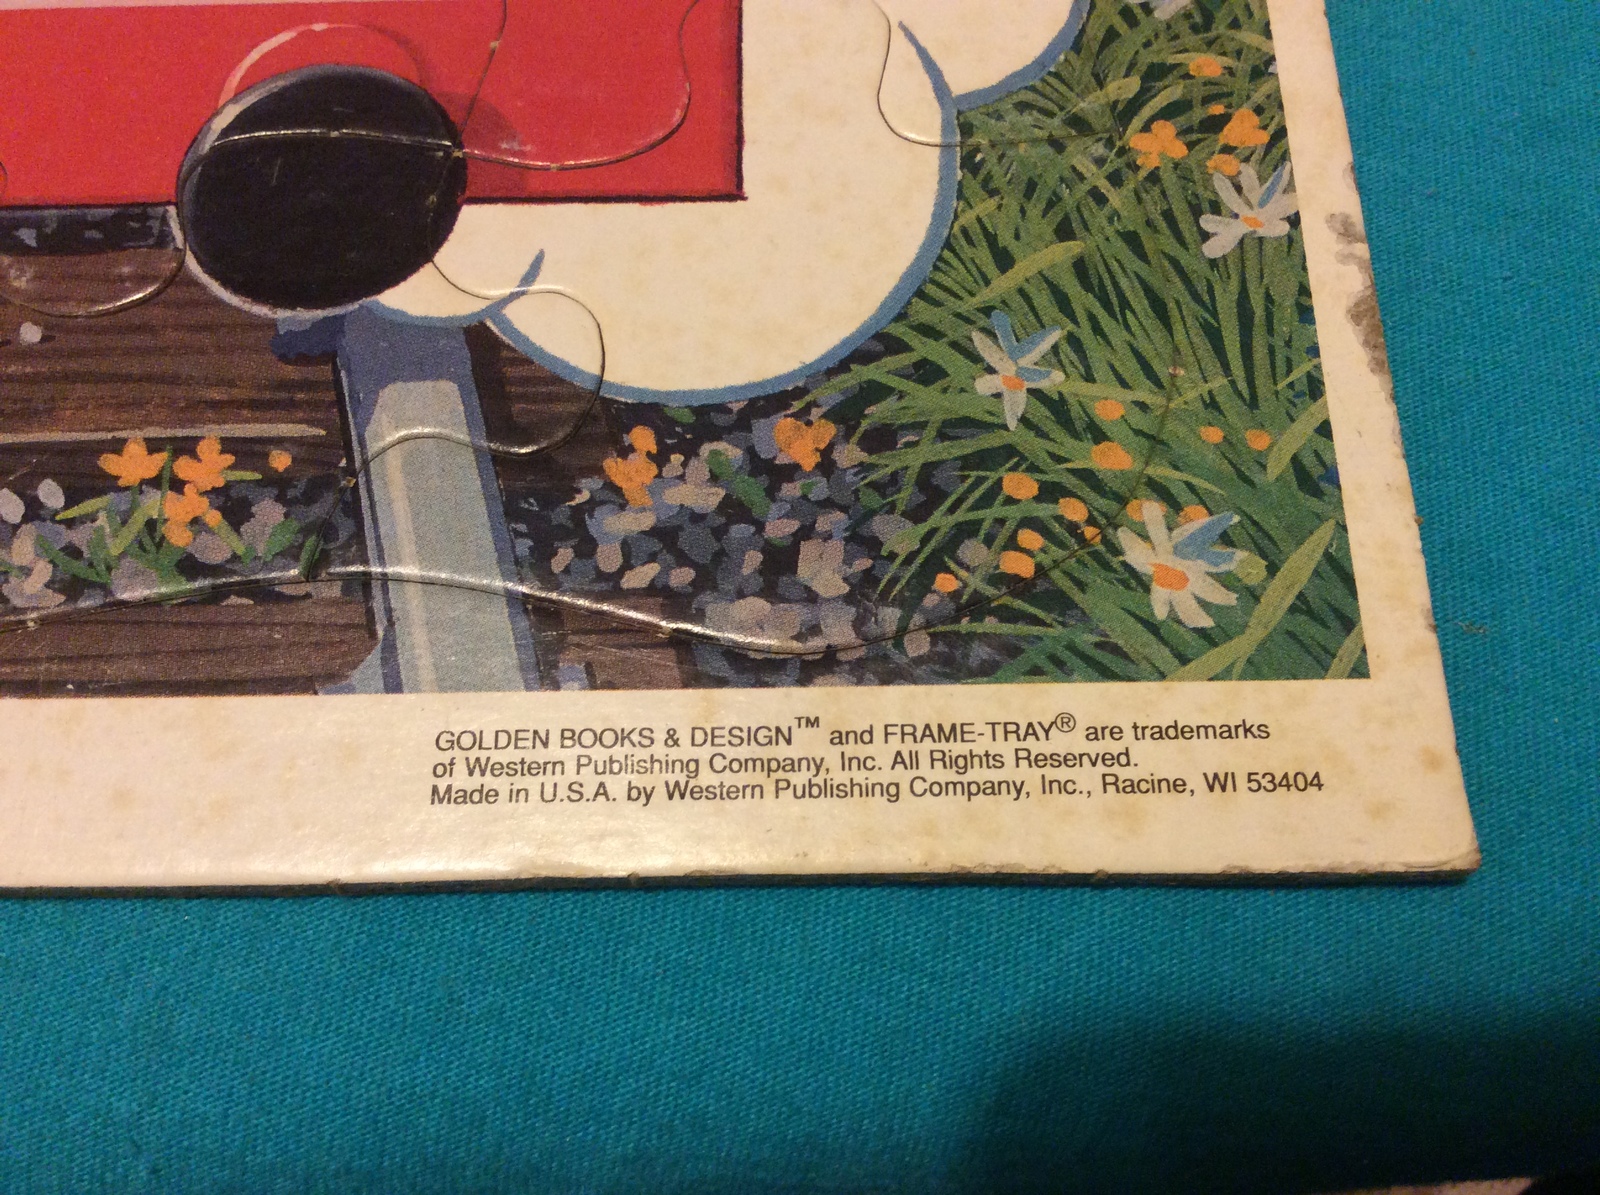 GOLDEN BOOKS & DESIGN™ and FRAME-TRAY® are trademarks
of Western Publishing Company, Inc. All Rights Reserved.
Made in U.S.A. by Western Publishing Company, Inc., Racine, WI 53404